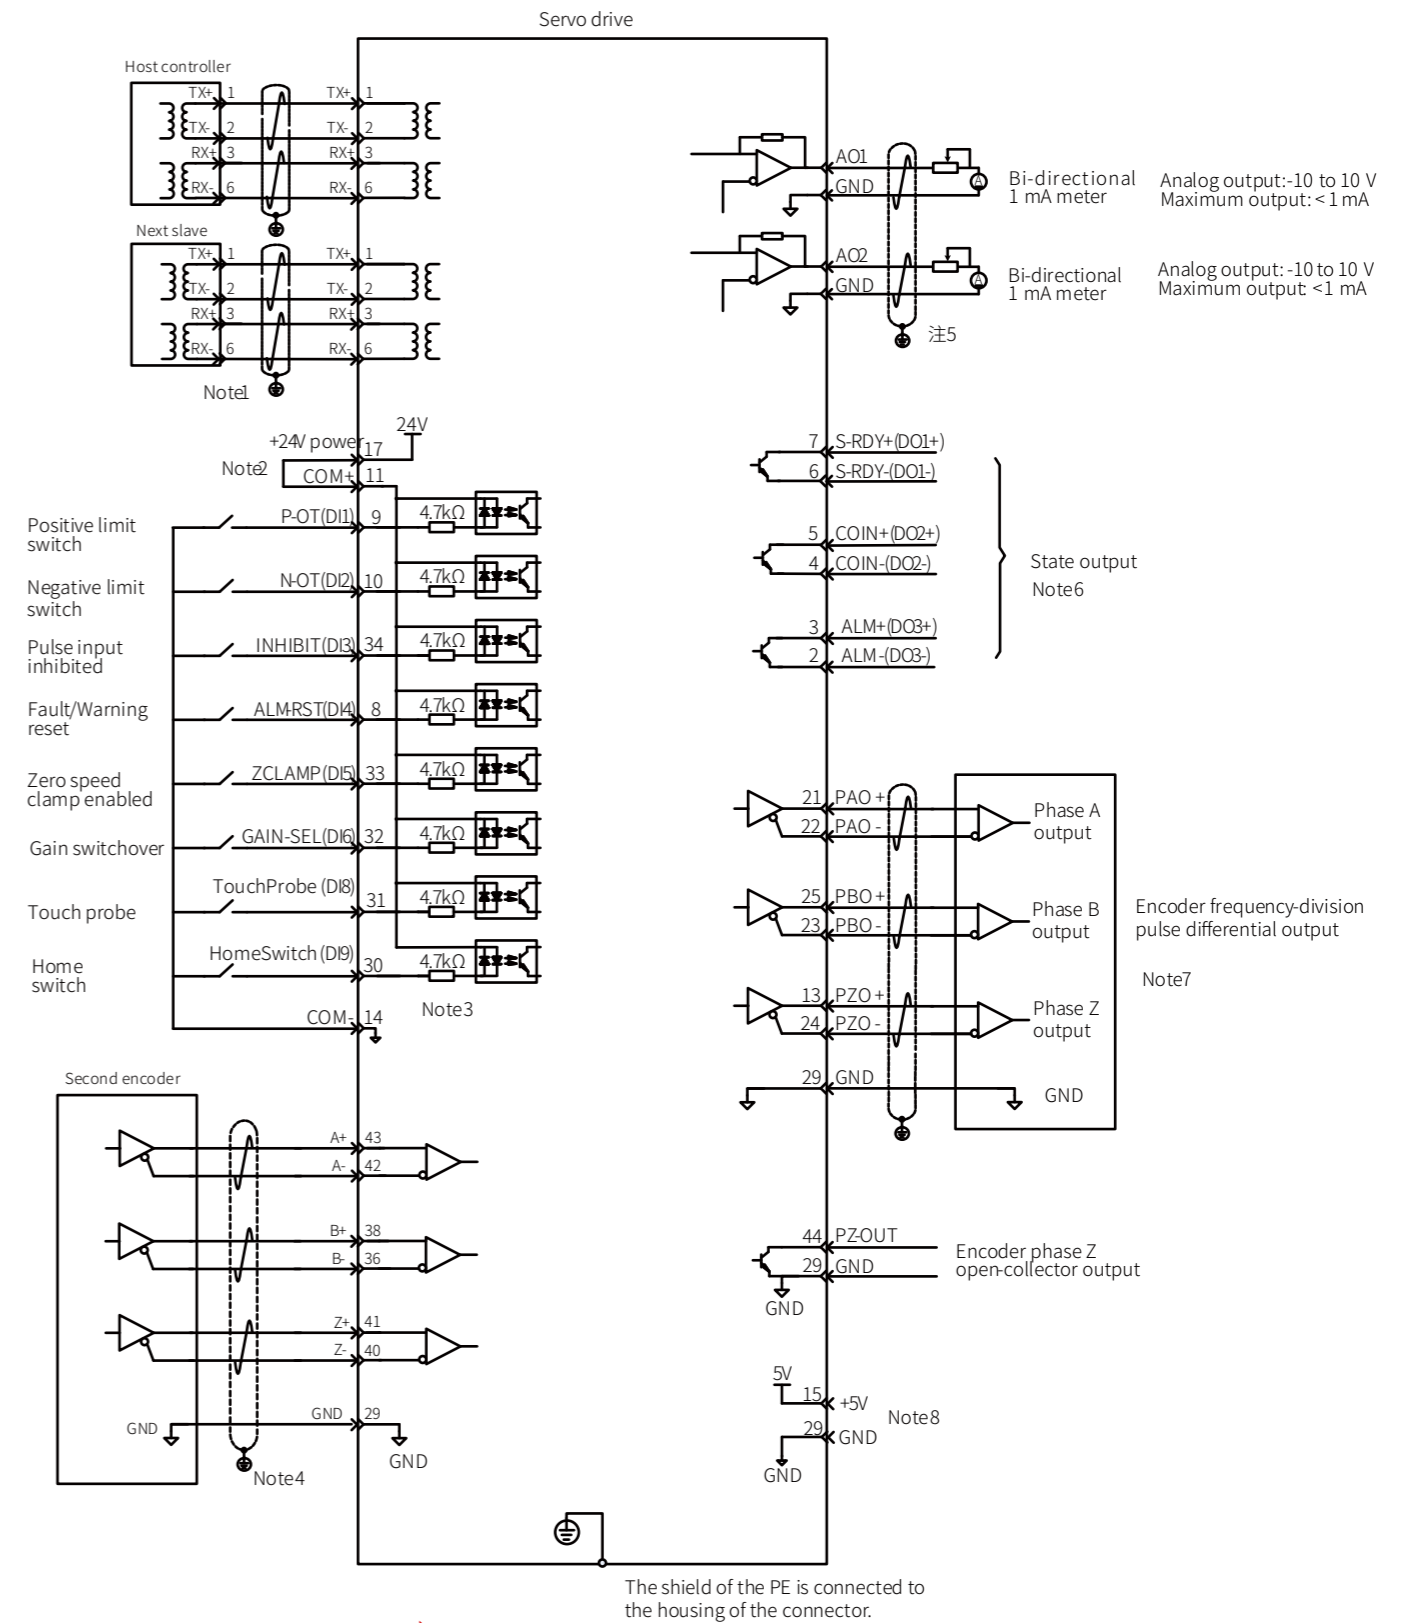 Servo drive
Host controller
TX+ 1 TX+ 1
TX- 2 TX- 2
RX+ 3 RX+ 3
RX- 6 RX- 6
Next slave
TX+ 1 TX+ 1
TX- 2 TX- 2
RX+ 3 RX+ 3
RX- 6 RX- 6
Note1
24V
+24V power 17
Note2
COM+ 11
Positive limit
switch
P-OT(DI1) 9 4.7kΩ
Negative limit
switch
N-OT(DI2) 10 4.7kΩ
Pulse input
inhibited
INHIBIT(DI3) 34 4.7kΩ
Fault/Warning
reset
ALM-RST(DI4) 8 4.7kΩ
Zero speed
clamp enabled
ZCLAMP(DI5) 33 4.7kΩ
Gain switchover
GAIN-SEL(DI6) 32 4.7kΩ
Touch probe
TouchProbe (DI8) 31 4.7kΩ
Home
switch
HomeSwitch (DI9) 30 4.7kΩ
Note3
COM- 14
Second encoder
A+ 43
A- 42
B+ 38
B- 36
Z+ 41
Z- 40
GND GND 29
GND
Note4
AO1
GND
A
Bi-directional
1 mA meter
Analog output:-10 to 10 V
Maximum output: < 1 mA
AO2
GND
A
Bi-directional
1 mA meter
Analog output: -10 to 10 V
Maximum output: <1 mA
注5
7 S-RDY+(DO1+)
6 S-RDY-(DO1-)
5 COIN+(DO2+)
4 COIN-(DO2-)
3 ALM+(DO3+)
2 ALM-(DO3-)
State output
Note6
21 PAO +
22 PAO -
Phase A
output
25 PBO +
23 PBO -
Phase B
output
13 PZO +
24 PZO -
Phase Z
output
29 GND
GND
Encoder frequency-division
pulse differential output
Note7
44 PZ-OUT
29 GND
GND
Encoder phase Z
open-collector output
5V
15 +5V
29 GND
GND
Note8
The shield of the PE is connected to
the housing of the connector.